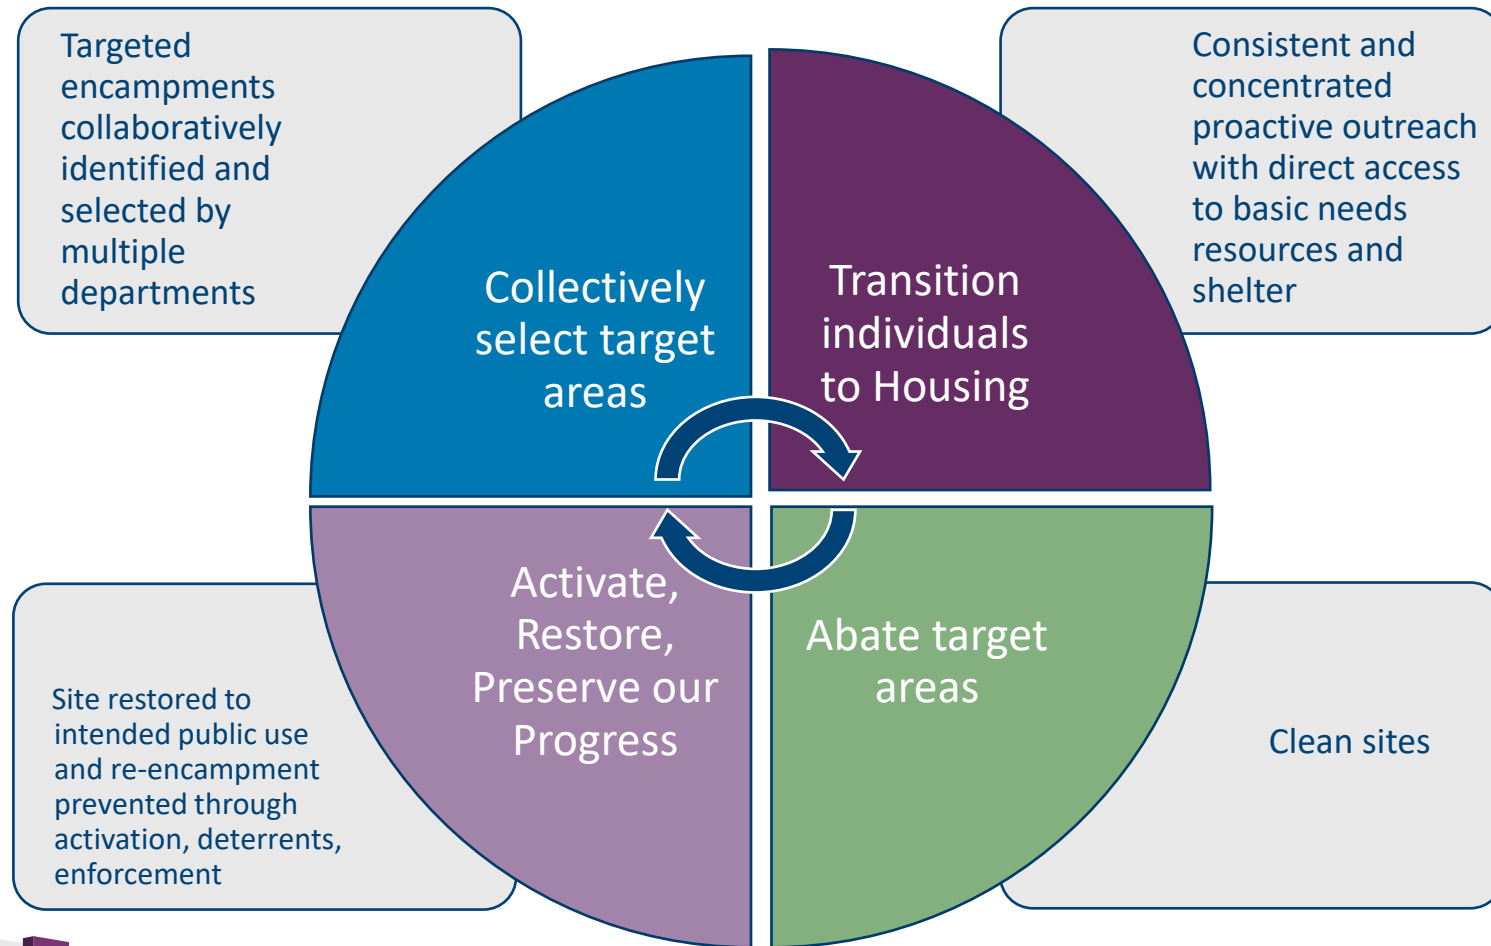 Targeted
encampments
collaboratively
identified and
selected by
multiple
departments
Collectively
select target
areas
Transition
individuals
to Housing
Consistent and
concentrated
proactive outreach
with direct access
to basic needs
resources and
shelter
Site restored to
intended public use
and re-encampment
prevented through
activation, deterrents,
enforcement
Activate,
Restore,
Preserve our
Progress
Abate target
areas
Clean sites